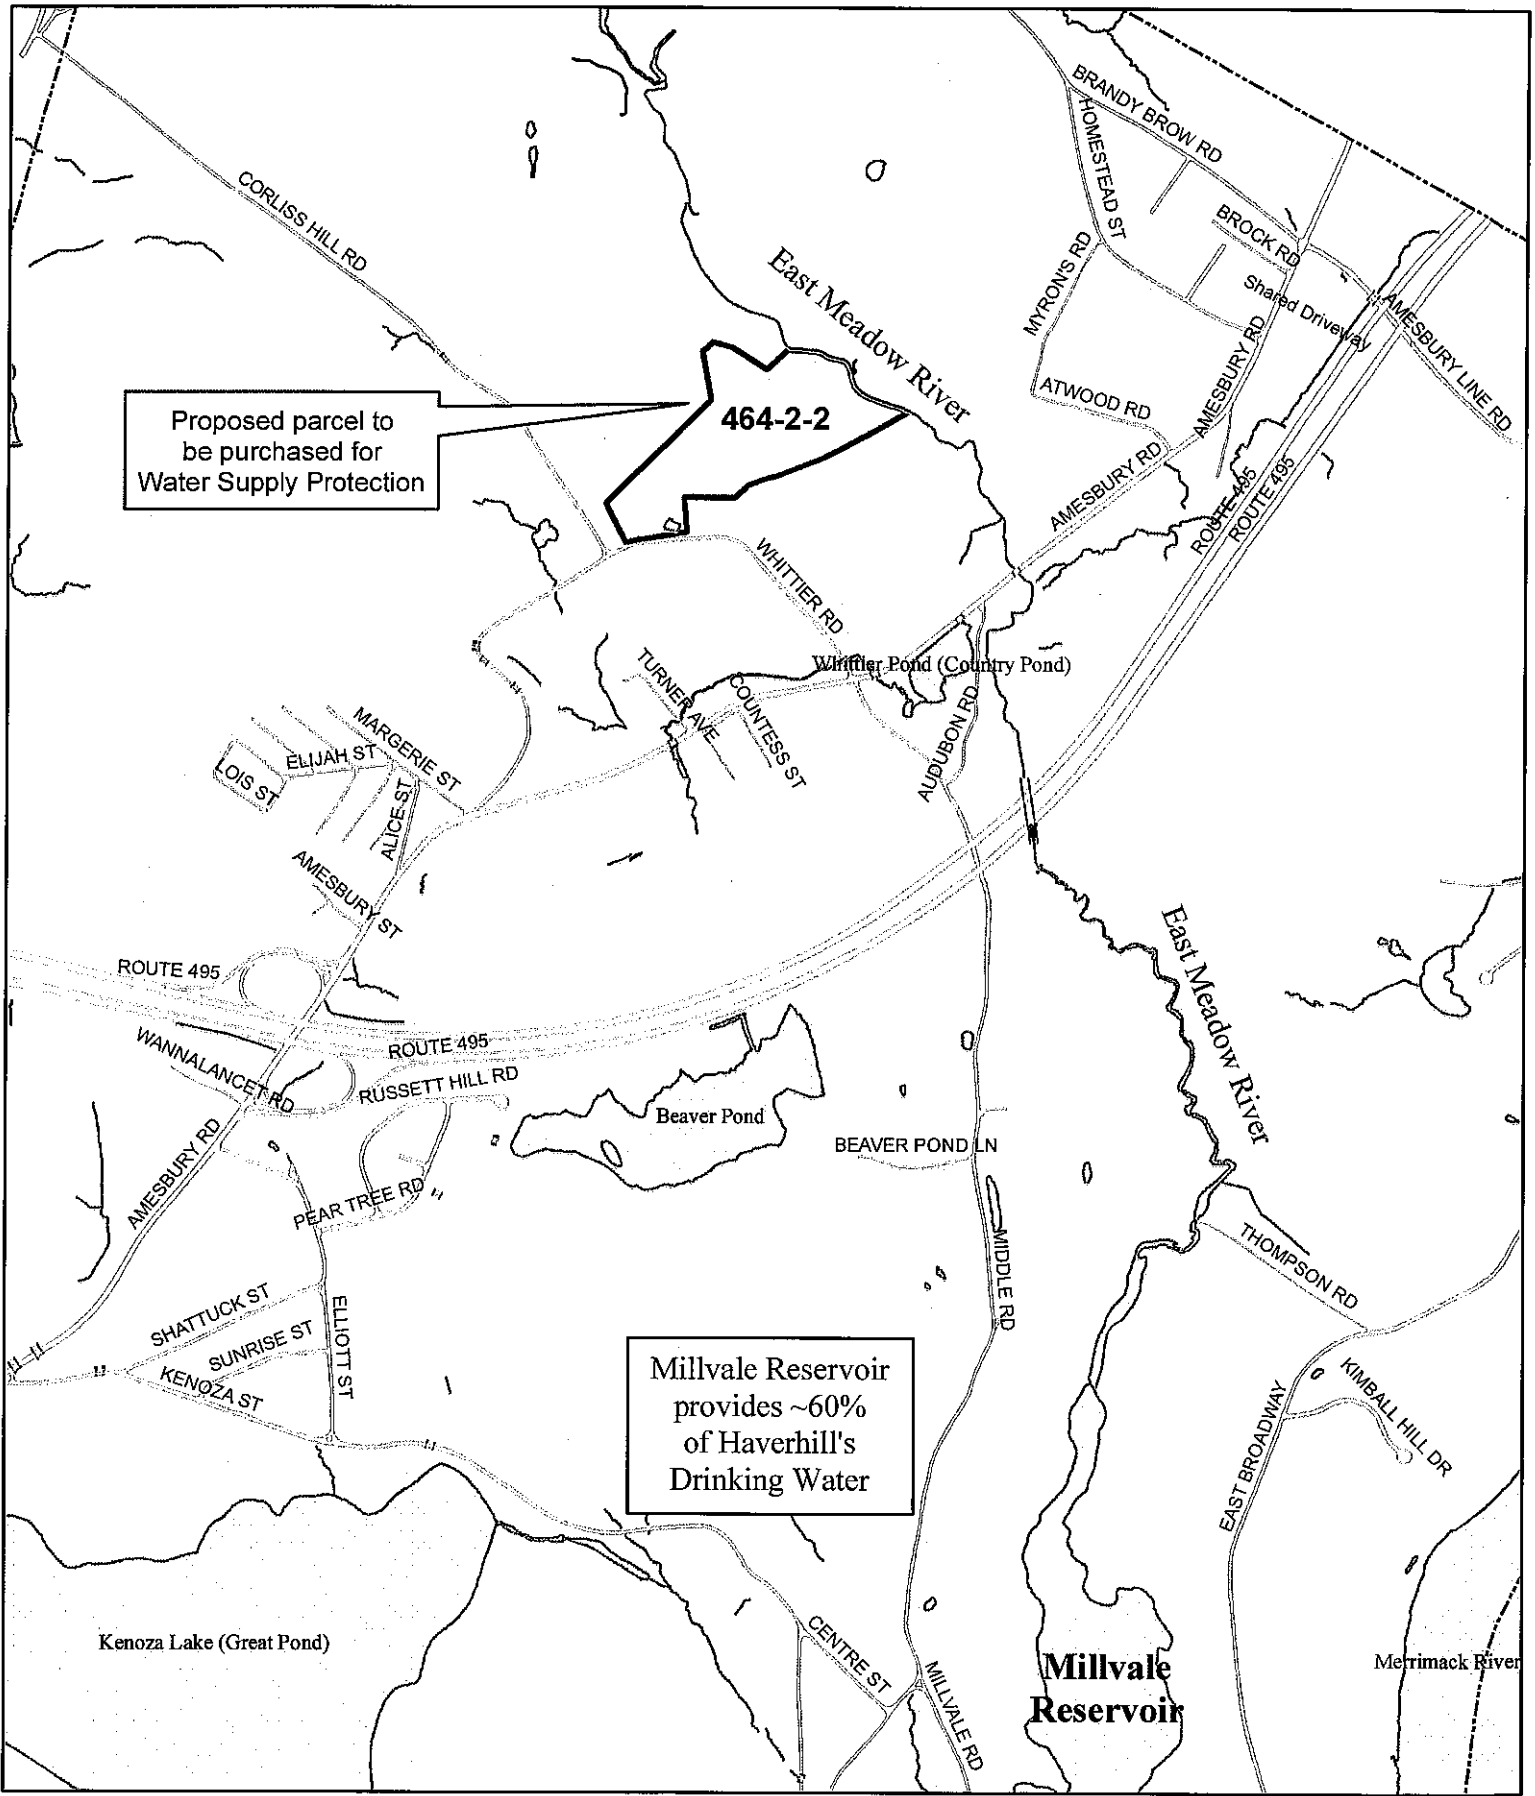 BRANDY BROW RD
HOMESTEAD ST
CORLISS HILL RD
BROCK RD
MYRON'S RD
East Meadow River
Shared Driveway
AMESBURY LINE RD
AMESBURY RD
ATWOOD RD
Proposed parcel to
be purchased for
Water Supply Protection
464-2-2
AMESBURY RD
ROUTE 495
ROUTE 495
WHITTIER RD
Whittier Pond (Country Pond)
TURNER AVE
COUNTESS ST
AUDUBON RD
MARGERIE ST
ELIJAH ST
LOIS ST
ALICE ST
AMESBURY ST
East Meadow River
ROUTE 495
ROUTE 495
WANNALANCET RD
RUSSETT HILL RD
Beaver Pond
BEAVER POND LN
AMESBURY RD
PEAR TREE RD
MIDDLE RD
THOMPSON RD
SHATTUCK ST
SUNRISE ST
ELLIOTT ST
KENOZA ST
Millvale Reservoir
provides ~60%
of Haverhill's
Drinking Water
KIMBALL HILL DR
EAST BROADWAY
Kenoza Lake (Great Pond)
CENTRE ST
MILLVALE RD
Millvale
Reservoir
Merrimack River